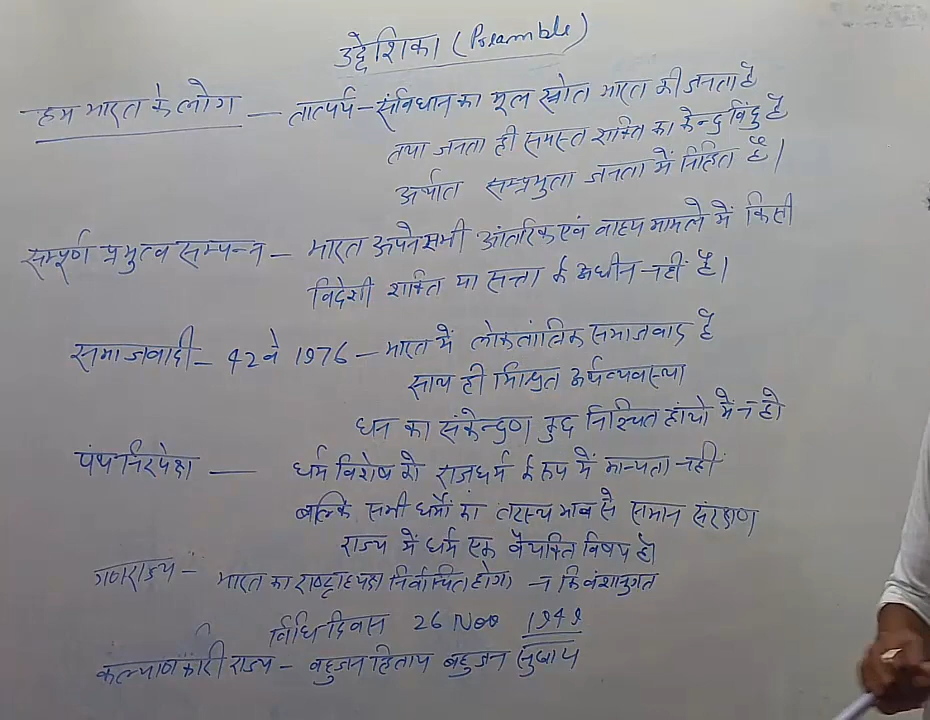 उद्देशिका (Preamble)
हम भारत के लोग — तात्पर्य - संविधान का मूल स्रोत भारत की जनता है
तथा जनता ही समस्त शक्ति का केन्द्र बिंदु है
अर्थात सम्प्रभुता जनता में निहित है।
सम्पूर्ण प्रभुत्व सम्पन्न - भारत अपने सभी आंतरिक एवं वाह्य मामले में किसी
विदेशी शक्ति या सत्ता के अधीन नहीं है।
समाजवादी - 42वे 1976 - भारत में लोकतांत्रिक समाजवाद है
साथ ही मिश्रित अर्थव्यवस्था
धन का संकेन्द्रण कुछ निश्चित हांथो में न हो
पंथनिरपेक्ष — धर्म विशेष को राजधर्म के रूप में मान्यता नहीं
बल्कि सभी धर्मों का तटस्थ भाव से समान संरक्षण
राज्य में धर्म एक वैयक्ति विषय हो
गणराज्य - भारत का राष्ट्राध्यक्ष निर्वाचित होगा न कि वंशानुगत
विधि दिवस 26 Nov 1949
कल्याणकारी राज्य - बहुजन हिताय बहुजन सुखाय